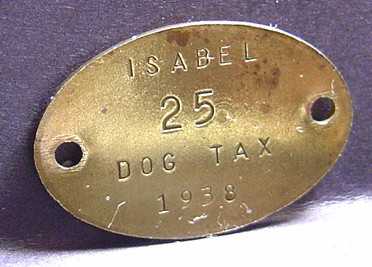 ISABEL
25
DOG TAX
1938